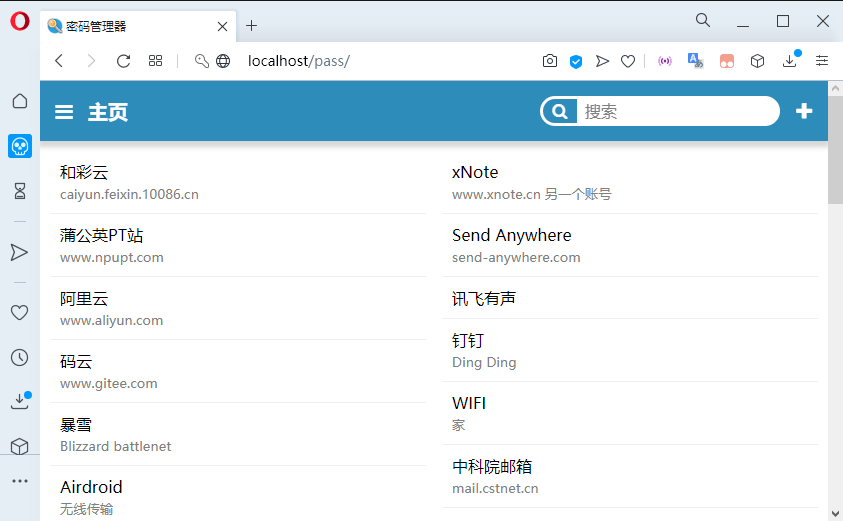 密码管理器
localhost/pass/
主页
搜索
和彩云
caiyun.feixin.10086.cn
蒲公英PT站
www.npupt.com
阿里云
www.aliyun.com
码云
www.gitee.com
暴雪
Blizzard battlenet
Airdroid
无线传输
xNote
www.xnote.cn 另一个账号
Send Anywhere
send-anywhere.com
讯飞有声
钉钉
Ding Ding
WIFI
家
中科院邮箱
mail.cstnet.cn